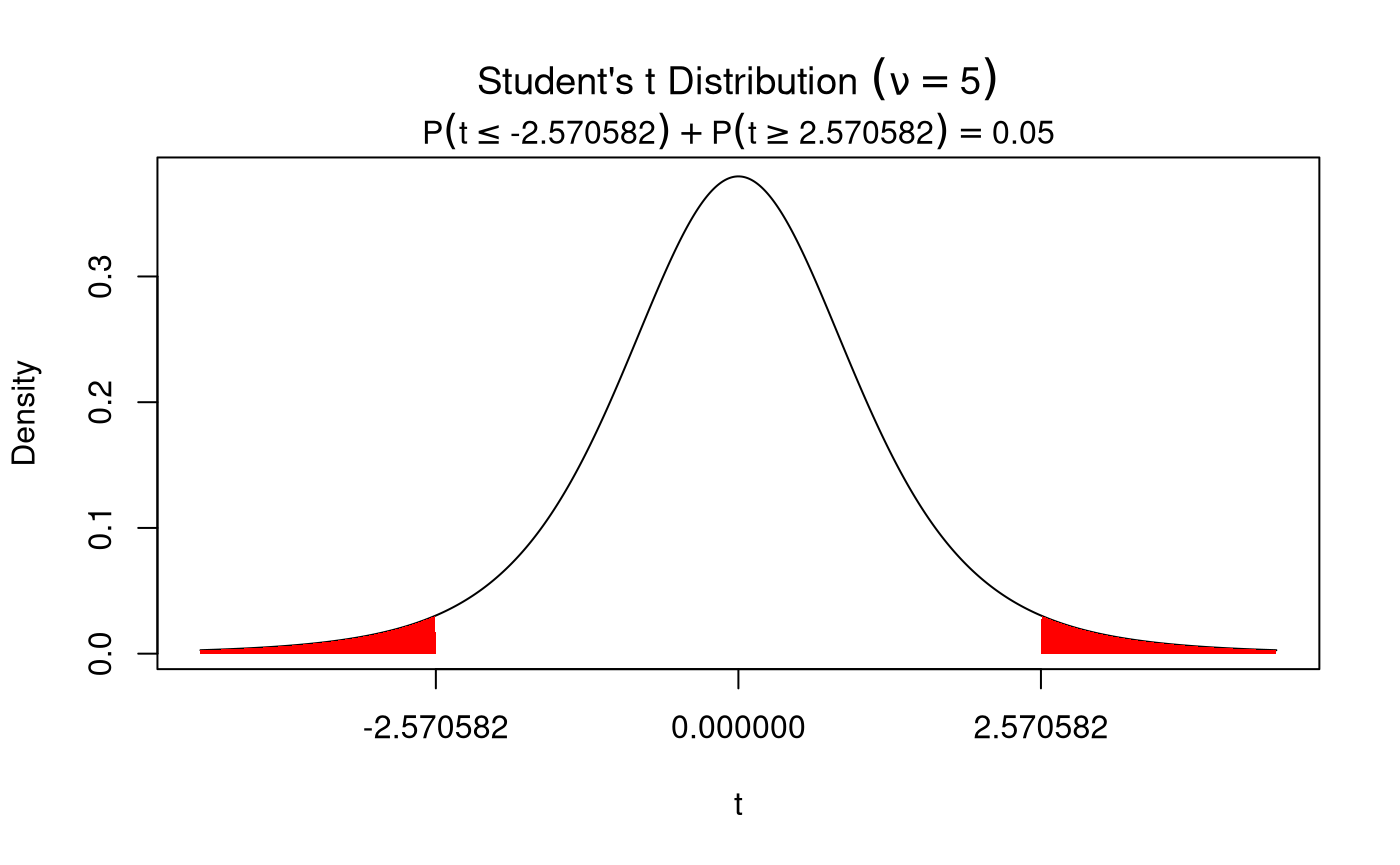 Student's t Distribution (ν = 5)
P(t ≤ -2.570582) + P(t ≥ 2.570582) = 0.05
Density
0.3
0.2
0.1
0.0
-2.570582 0.000000 2.570582
t